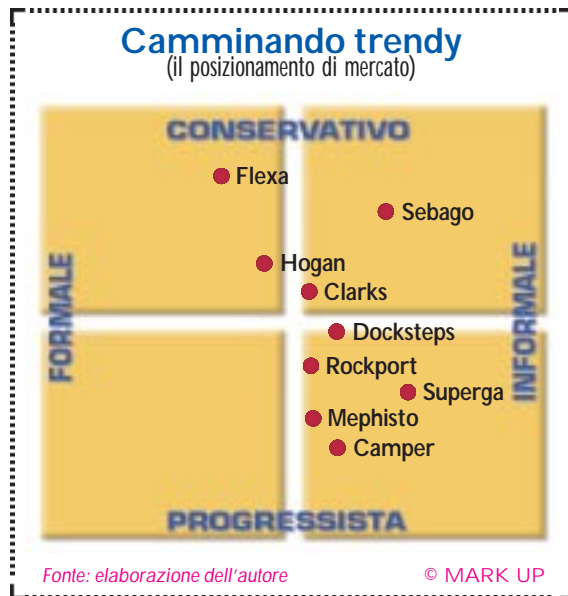 Camminando trendy
(il posizionamento di mercato)
CONSERVATIVO
Flexa
Sebago
Hogan
Clarks
FORMALE
INFORMALE
Docksteps
Rockport
Superga
Mephisto
Camper
PROGRESSISTA
Fonte: elaborazione dell'autore
© MARK UP